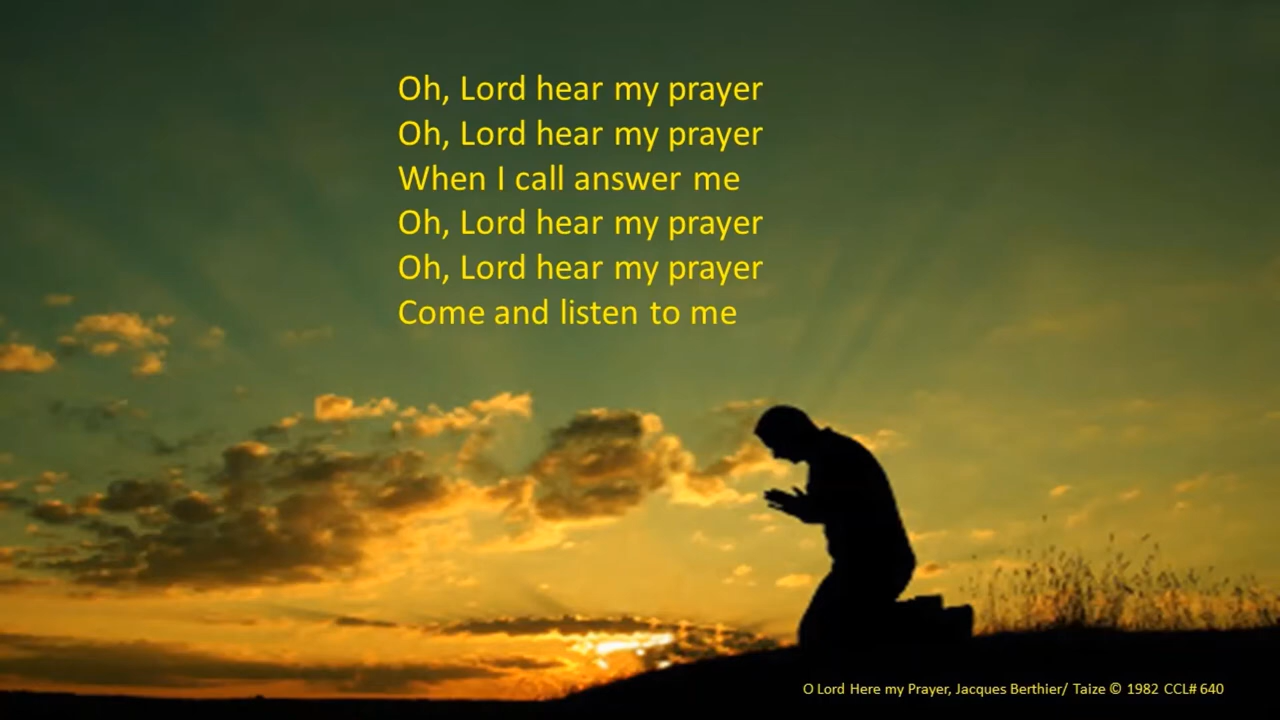 Oh, Lord hear my prayer
Oh, Lord hear my prayer
When I call answer me
Oh, Lord hear my prayer
Oh, Lord hear my prayer
Come and listen to me
O Lord Here my Prayer, Jacques Berthier/ Taize © 1982 CCL# 640